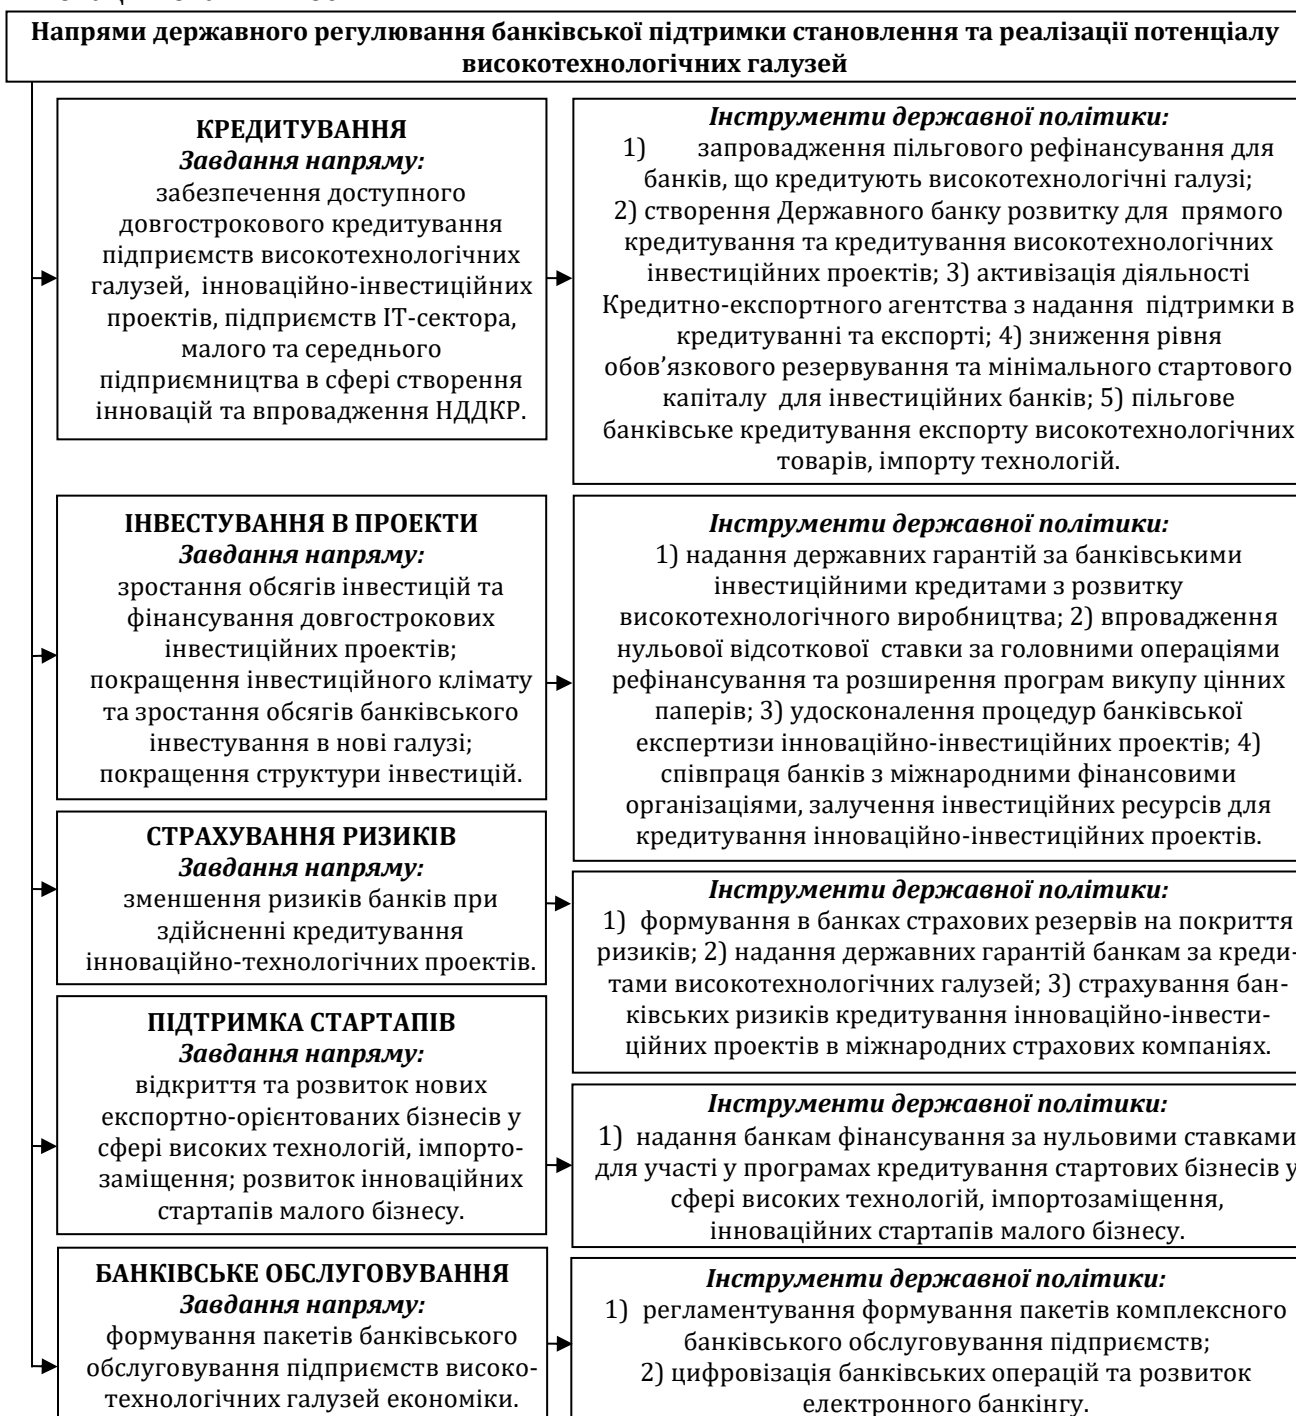 Напрями державного регулювання банківської підтримки становлення та реалізації потенціалу
високотехнологічних галузей
КРЕДИТУВАННЯ
Завдання напряму:
забезпечення доступного
довгострокового кредитування
підприємств високотехнологічних
галузей, інноваційно-інвестиційних
проектів, підприємств ІТ-сектора,
малого та середнього
підприємництва в сфері створення
інновацій та впровадження НДДКР.
Інструменти державної політики:
1) запровадження пільгового рефінансування для
банків, що кредитують високотехнологічні галузі;
2) створення Державного банку розвитку для прямого
кредитування та кредитування високотехнологічних
інвестиційних проектів; 3) активізація діяльності
Кредитно-експортного агентства з надання підтримки в
кредитуванні та експорті; 4) зниження рівня
обов’язкового резервування та мінімального стартового
капіталу для інвестиційних банків; 5) пільгове
банківське кредитування експорту високотехнологічних
товарів, імпорту технологій.
ІНВЕСТУВАННЯ В ПРОЕКТИ
Завдання напряму:
зростання обсягів інвестицій та
фінансування довгострокових
інвестиційних проектів;
покращення інвестиційного клімату
та зростання обсягів банківського
інвестування в нові галузі;
покращення структури інвестицій.
Інструменти державної політики:
1) надання державних гарантій за банківськими
інвестиційними кредитами з розвитку
високотехнологічного виробництва; 2) впровадження
нульової відсоткової ставки за головними операціями
рефінансування та розширення програм викупу цінних
паперів; 3) удосконалення процедур банківської
експертизи інноваційно-інвестиційних проектів; 4)
співпраця банків з міжнародними фінансовими
організаціями, залучення інвестиційних ресурсів для
кредитування інноваційно-інвестиційних проектів.
СТРАХУВАННЯ РИЗИКІВ
Завдання напряму:
зменшення ризиків банків при
здійсненні кредитування
інноваційно-технологічних проектів.
Інструменти державної політики:
1) формування в банках страхових резервів на покриття
ризиків; 2) надання державних гарантій банкам за креди-
тами високотехнологічних галузей; 3) страхування бан-
ківських ризиків кредитування інноваційно-інвести-
ційних проектів в міжнародних страхових компаніях.
ПІДТРИМКА СТАРТАПІВ
Завдання напряму:
відкриття та розвиток нових
експортно-орієнтованих бізнесів у
сфері високих технологій, імпорто-
заміщення; розвиток інноваційних
стартапів малого бізнесу.
Інструменти державної політики:
1) надання банкам фінансування за нульовими ставками
для участі у програмах кредитування стартових бізнесів у
сфері високих технологій, імпортозаміщення,
інноваційних стартапів малого бізнесу.
БАНКІВСЬКЕ ОБСЛУГОВУВАННЯ
Завдання напряму:
формування пакетів банківського
обслуговування підприємств високо-
технологічних галузей економіки.
Інструменти державної політики:
1) регламентування формування пакетів комплексного
банківського обслуговування підприємств;
2) цифровізація банківських операцій та розвиток
електронного банкінгу.